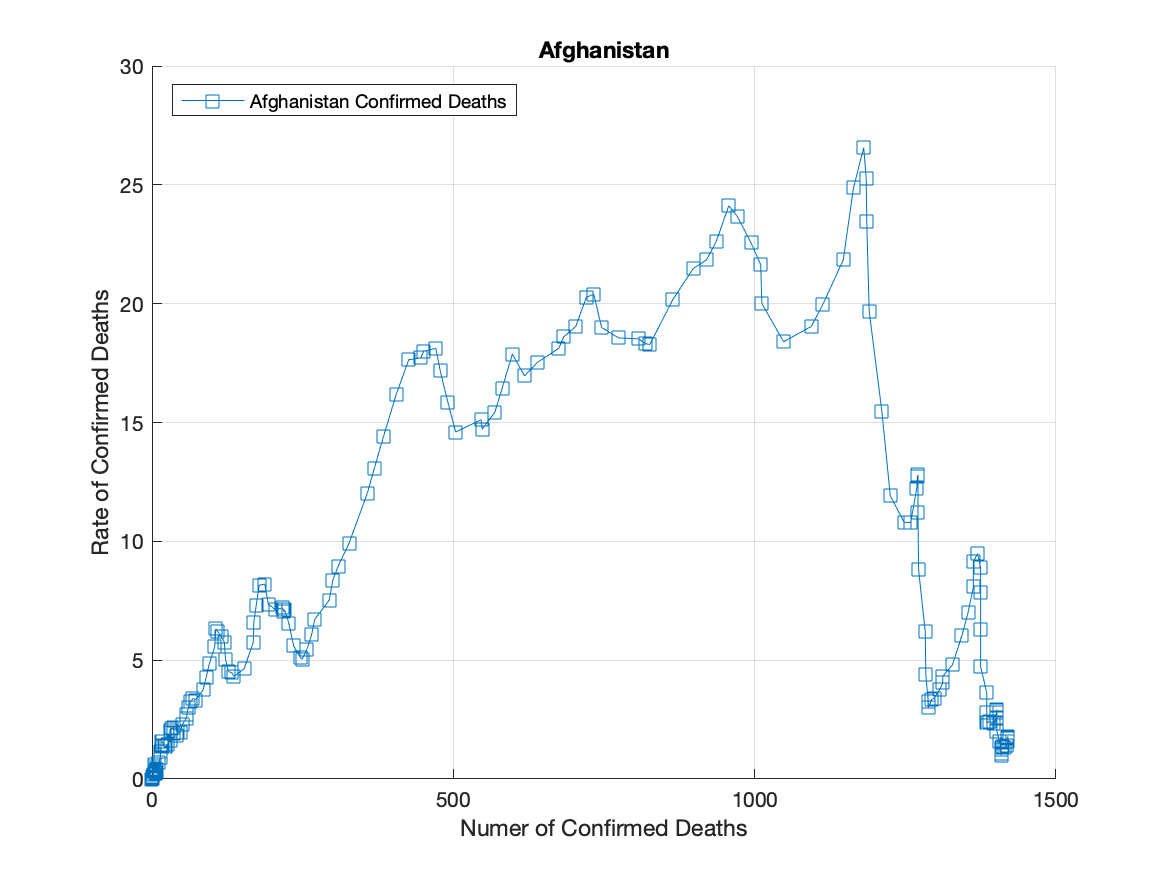 Afghanistan
30
Afghanistan Confirmed Deaths
25
20
15
10
5
0
Rate of Confirmed Deaths
0 500 1000 1500
Numer of Confirmed Deaths